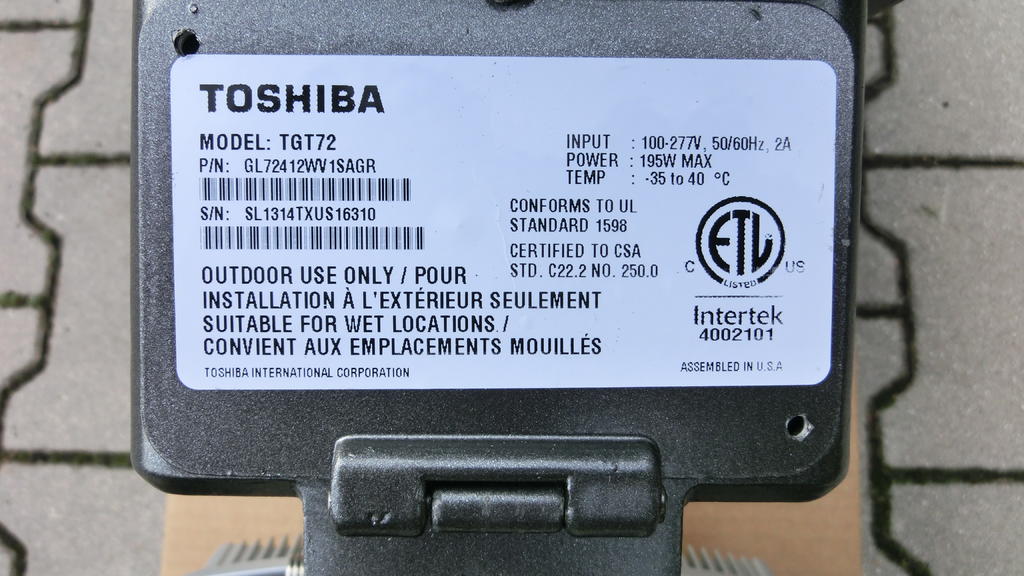 TOSHIBA
MODEL: TGT72
P/N: GL72412WV1SAGR
S/N: SL1314TXUS16310
INPUT : 100-277V, 50/60Hz, 2A
POWER : 195W MAX
TEMP : -35 to 40 °C
CONFORMS TO UL
STANDARD 1598
CERTIFIED TO CSA
STD. C22.2 NO. 250.0
ETL
C US
LISTED
Intertek
4002101
OUTDOOR USE ONLY / POUR
INSTALLATION À L'EXTÉRIEUR SEULEMENT
SUITABLE FOR WET LOCATIONS /
CONVIENT AUX EMPLACEMENTS MOUILLÉS
TOSHIBA INTERNATIONAL CORPORATION
ASSEMBLED IN U.S.A